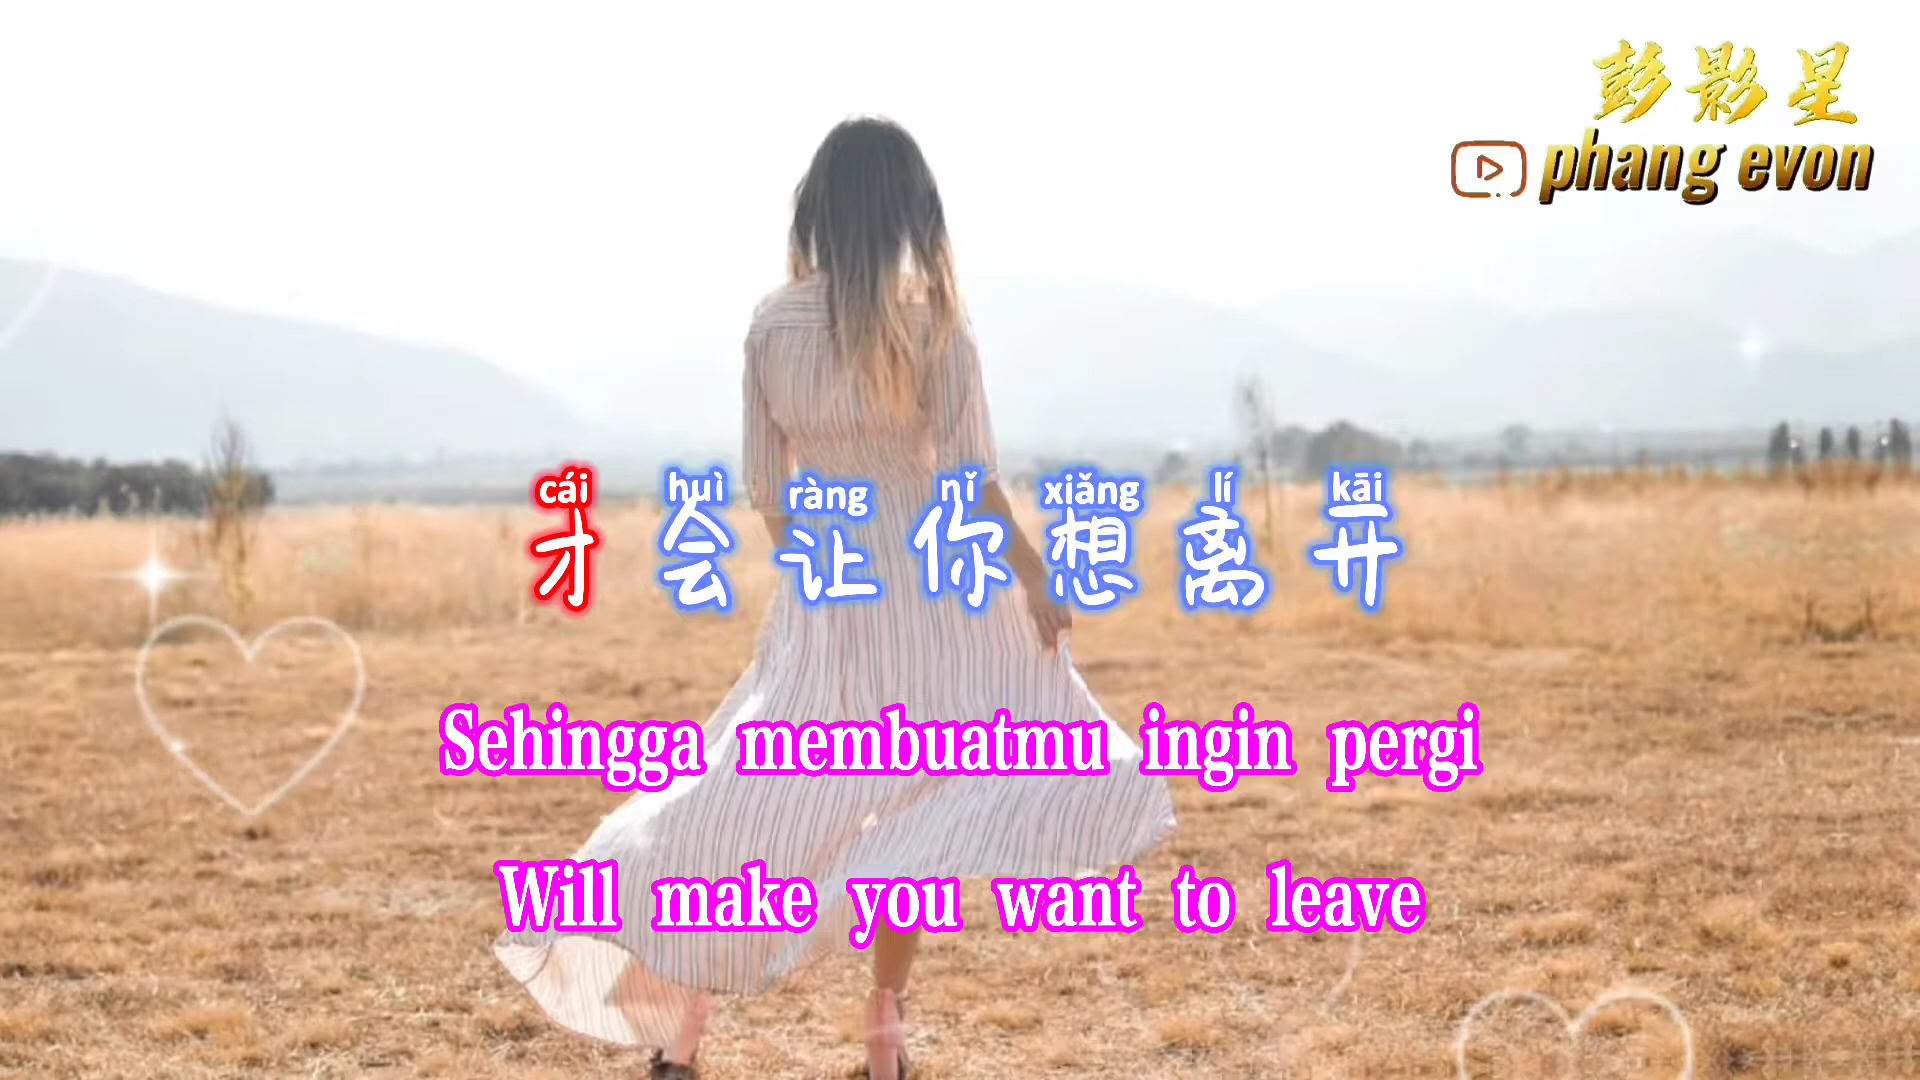 彭影星
phang evon
cái huì ràng nǐ xiǎng lí kāi
才会让你想离开
Sehingga membuatmu ingin pergi
Will make you want to leave